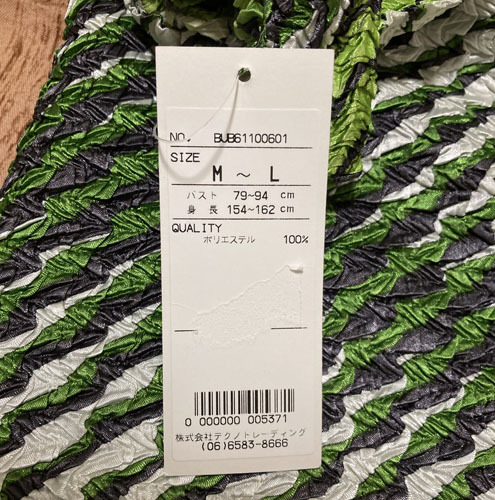 NO. BUB61100601
SIZE
M ～ L
バスト 79~94 cm
身長 154~162 cm
QUALITY
ポリエステル 100%
0 000000 005371
株式会社テクノトレーディング
(06)6583-8666